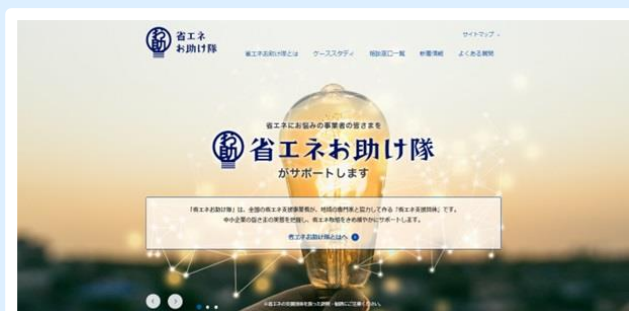 お助
省エネ
お助け隊
サイトマップ
省エネお助け隊とは ケーススタディ 相談窓口一覧 新着情報 よくある質問
省エネにお悩みの事業者の皆さまを
お助 省エネお助け隊
がサポートします
「省エネお助け隊」は、全国の省エネ支援事業者が、地域の専門家と協力して作る「省エネ支援団体」です。
中小企業の皆さまの実態を把握し、省エネ取組をきめ細やかにサポートします。
省エネお助け隊とはへ